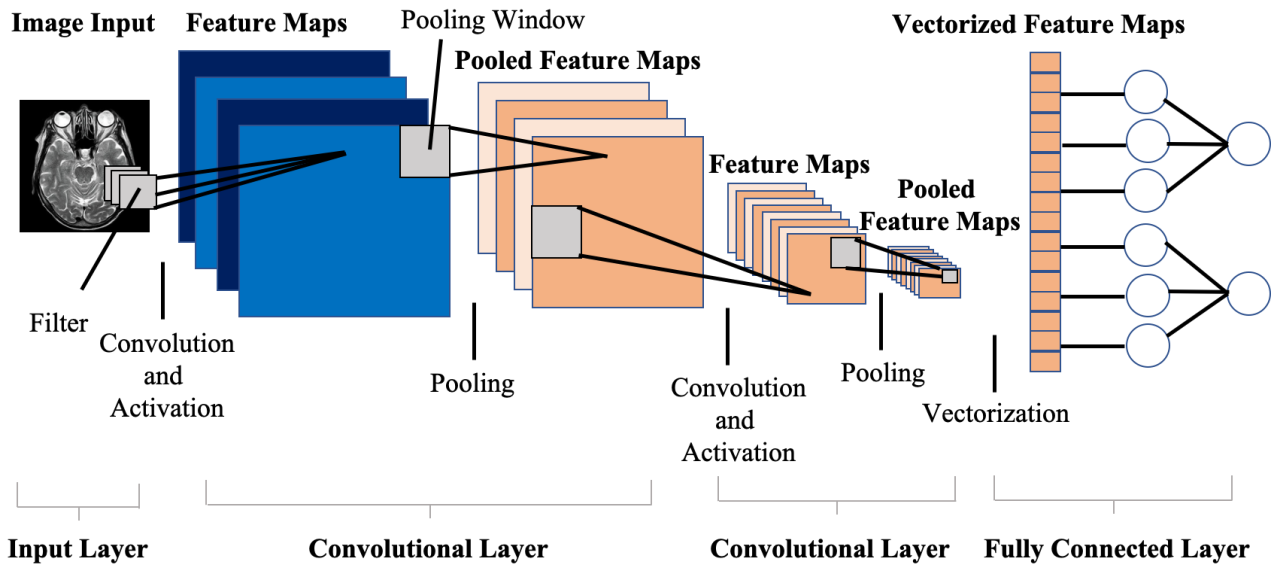 Image Input
Feature Maps
Pooling Window
Pooled Feature Maps
Vectorized Feature Maps
Feature Maps
Pooled
Feature Maps
Filter
Convolution
and
Activation
Pooling
Convolution
and
Activation
Pooling
Vectorization
Input Layer
Convolutional Layer
Convolutional Layer
Fully Connected Layer